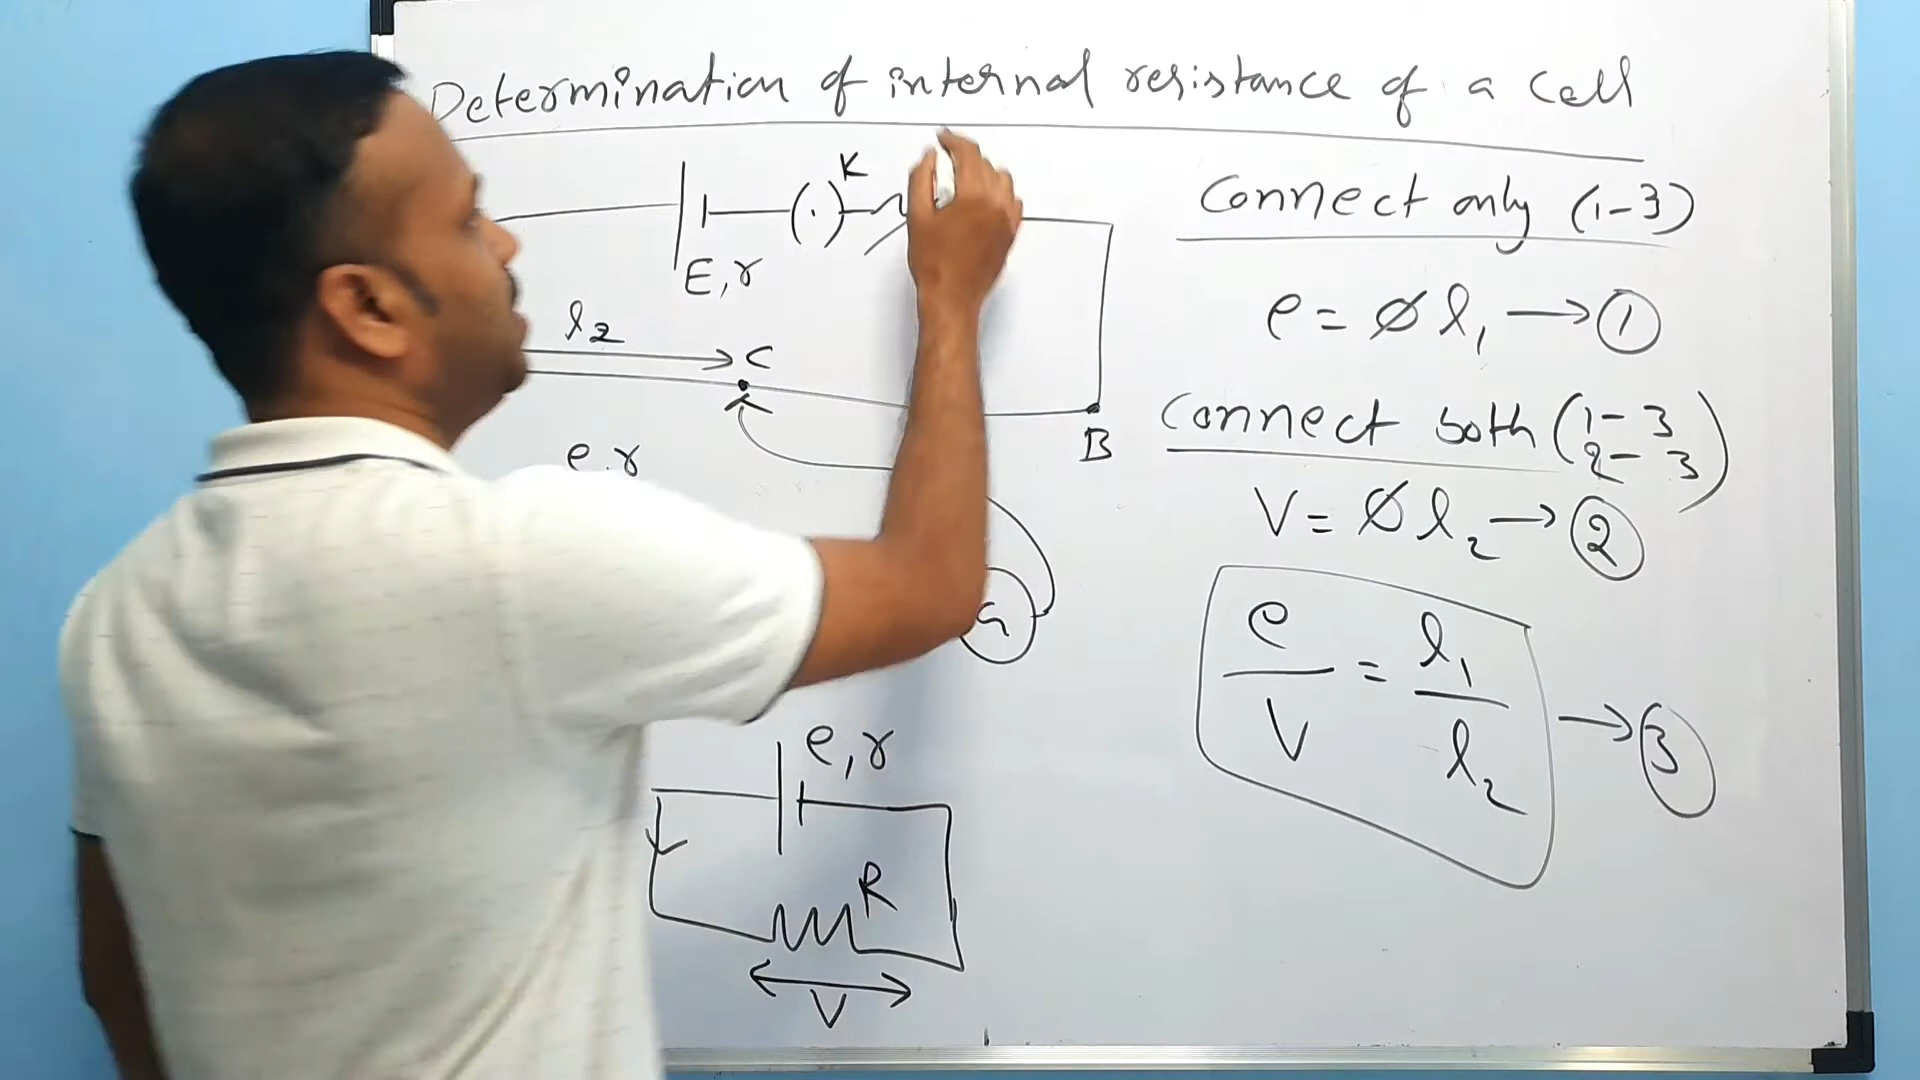 Determination of internal resistance of a cell
K
E, r
l2
C
B
e, r
G
e, r
R
V
Connect only (1-3)
e = Ø l1 → ①
Connect both (1-3
2-3)
V = Ø l2 → ②
e/V = l1/l2 → ③